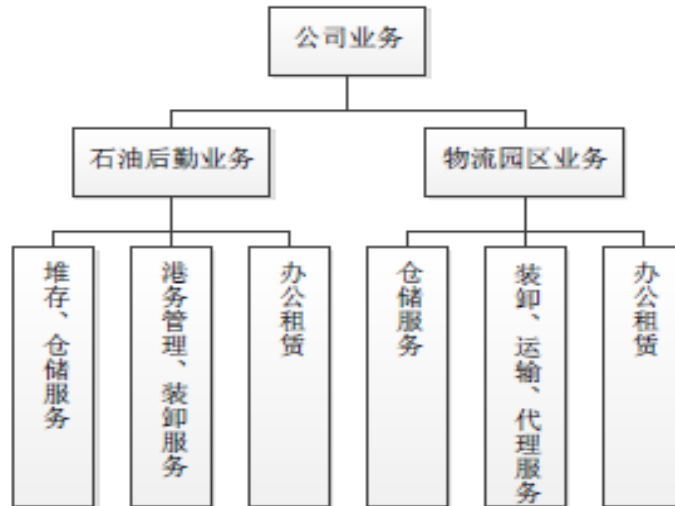 公司业务
石油后勤业务
物流园区业务
堆存、仓储服务
港务管理、装卸服务
办公租赁
仓储服务
装卸、运输、代理服务
办公租赁